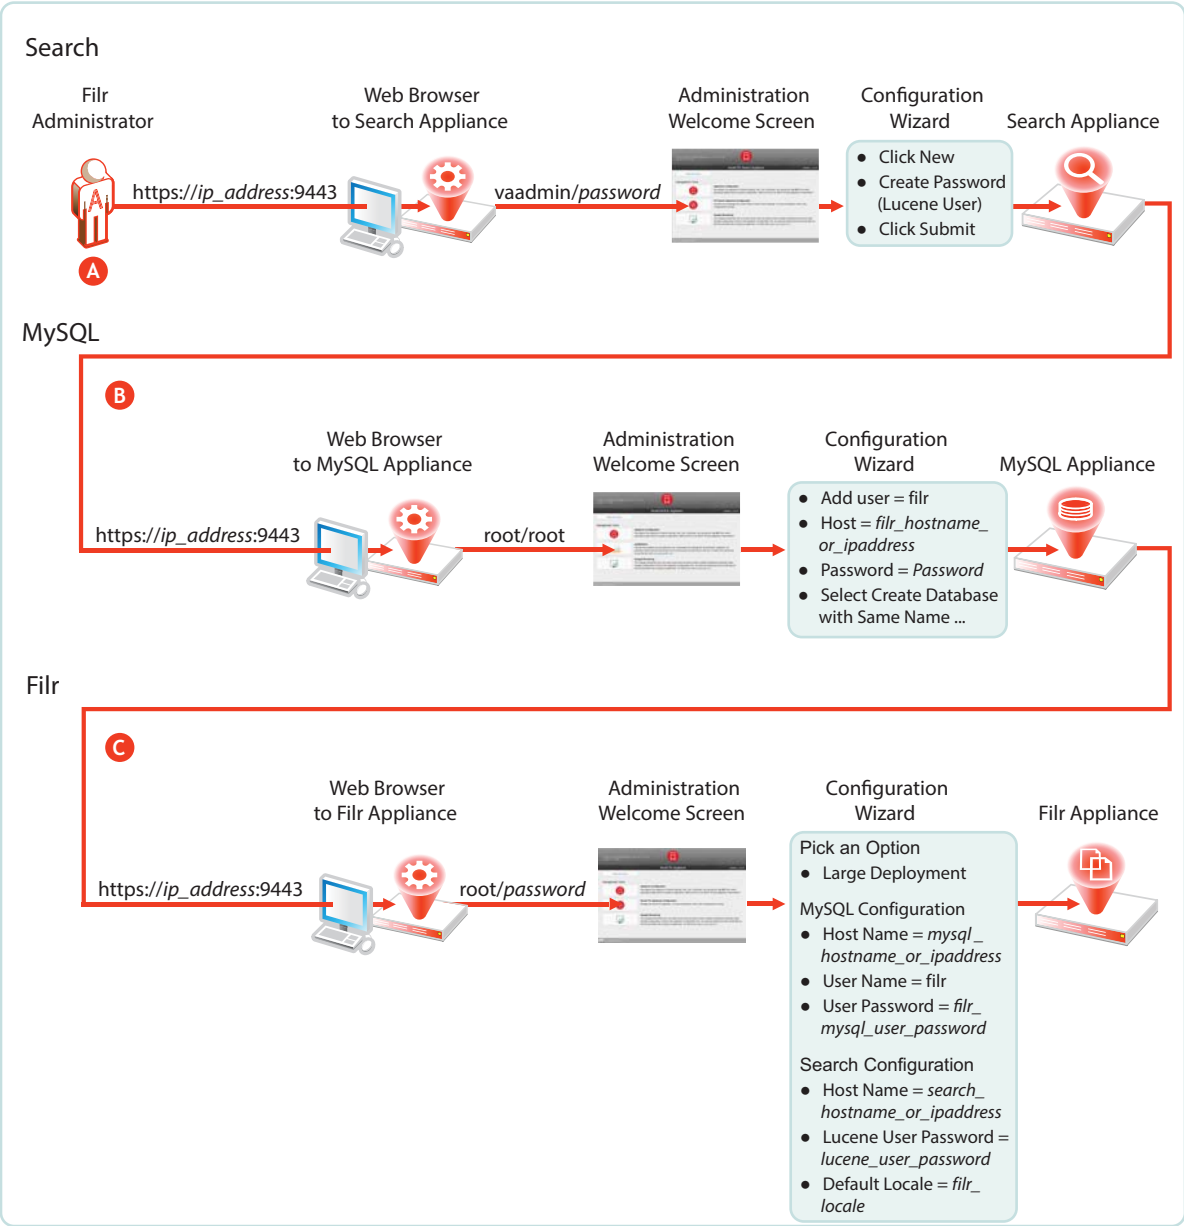 Search
Filr
Administrator
Web Browser
to Search Appliance
Administration
Welcome Screen
Configuration
Wizard
Search Appliance
https://ip_address:9443
vaadmin/password
● Click New
● Create Password
(Lucene User)
● Click Submit
A
A
MySQL
B
Web Browser
to MySQL Appliance
Administration
Welcome Screen
Configuration
Wizard
MySQL Appliance
https://ip_address:9443
root/root
● Add user = filr
● Host = filr_hostname_
or_ipaddress
● Password = Password
● Select Create Database
with Same Name ...
Filr
C
Web Browser
to Filr Appliance
Administration
Welcome Screen
Configuration
Wizard
Filr Appliance
https://ip_address:9443
root/password
Pick an Option
● Large Deployment
MySQL Configuration
● Host Name = mysql_
hostname_or_ipaddress
● User Name = filr
● User Password = filr_
mysql_user_password
Search Configuration
● Host Name = search_
hostname_or_ipaddress
● Lucene User Password =
lucene_user_password
● Default Locale = filr_
locale